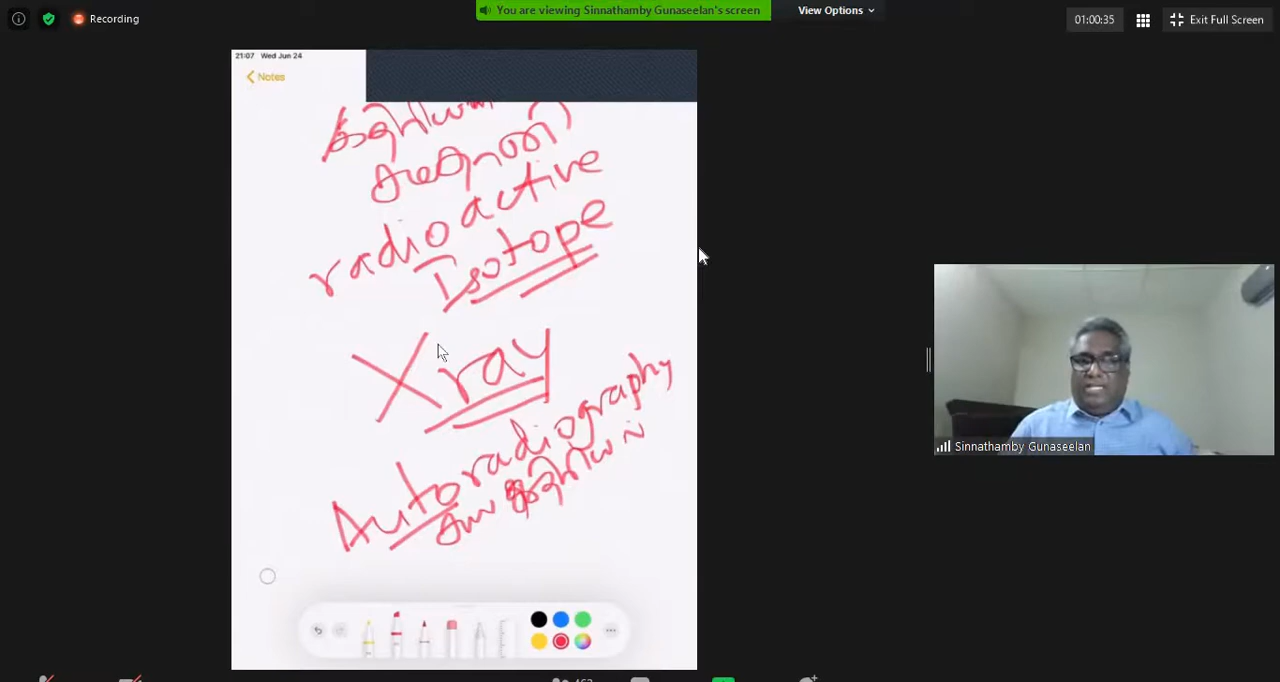 Recording
You are viewing Sinnathamby Gunaseelan's screen
View Options
01:00:35
Exit Full Screen
21:07 Wed Jun 24
Notes
radioactive
Isotope
Xray
Autoradiography
Sinnathamby Gunaseelan